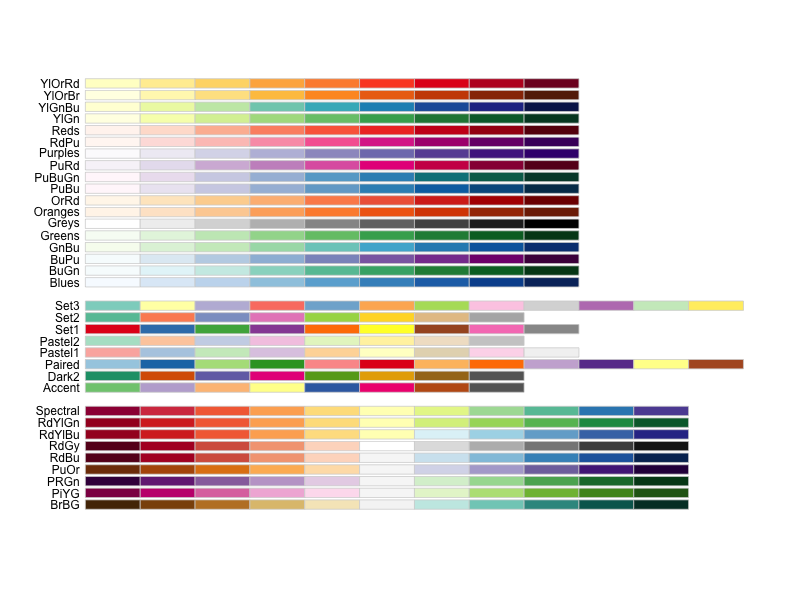 YlOrRd
YlOrBr
YlGnBu
YlGn
Reds
RdPu
Purples
PuRd
PuBuGn
PuBu
OrRd
Oranges
Greys
Greens
GnBu
BuPu
BuGn
Blues
Set3
Set2
Set1
Pastel2
Pastel1
Paired
Dark2
Accent
Spectral
RdYlGn
RdYlBu
RdGy
RdBu
PuOr
PRGn
PiYG
BrBG